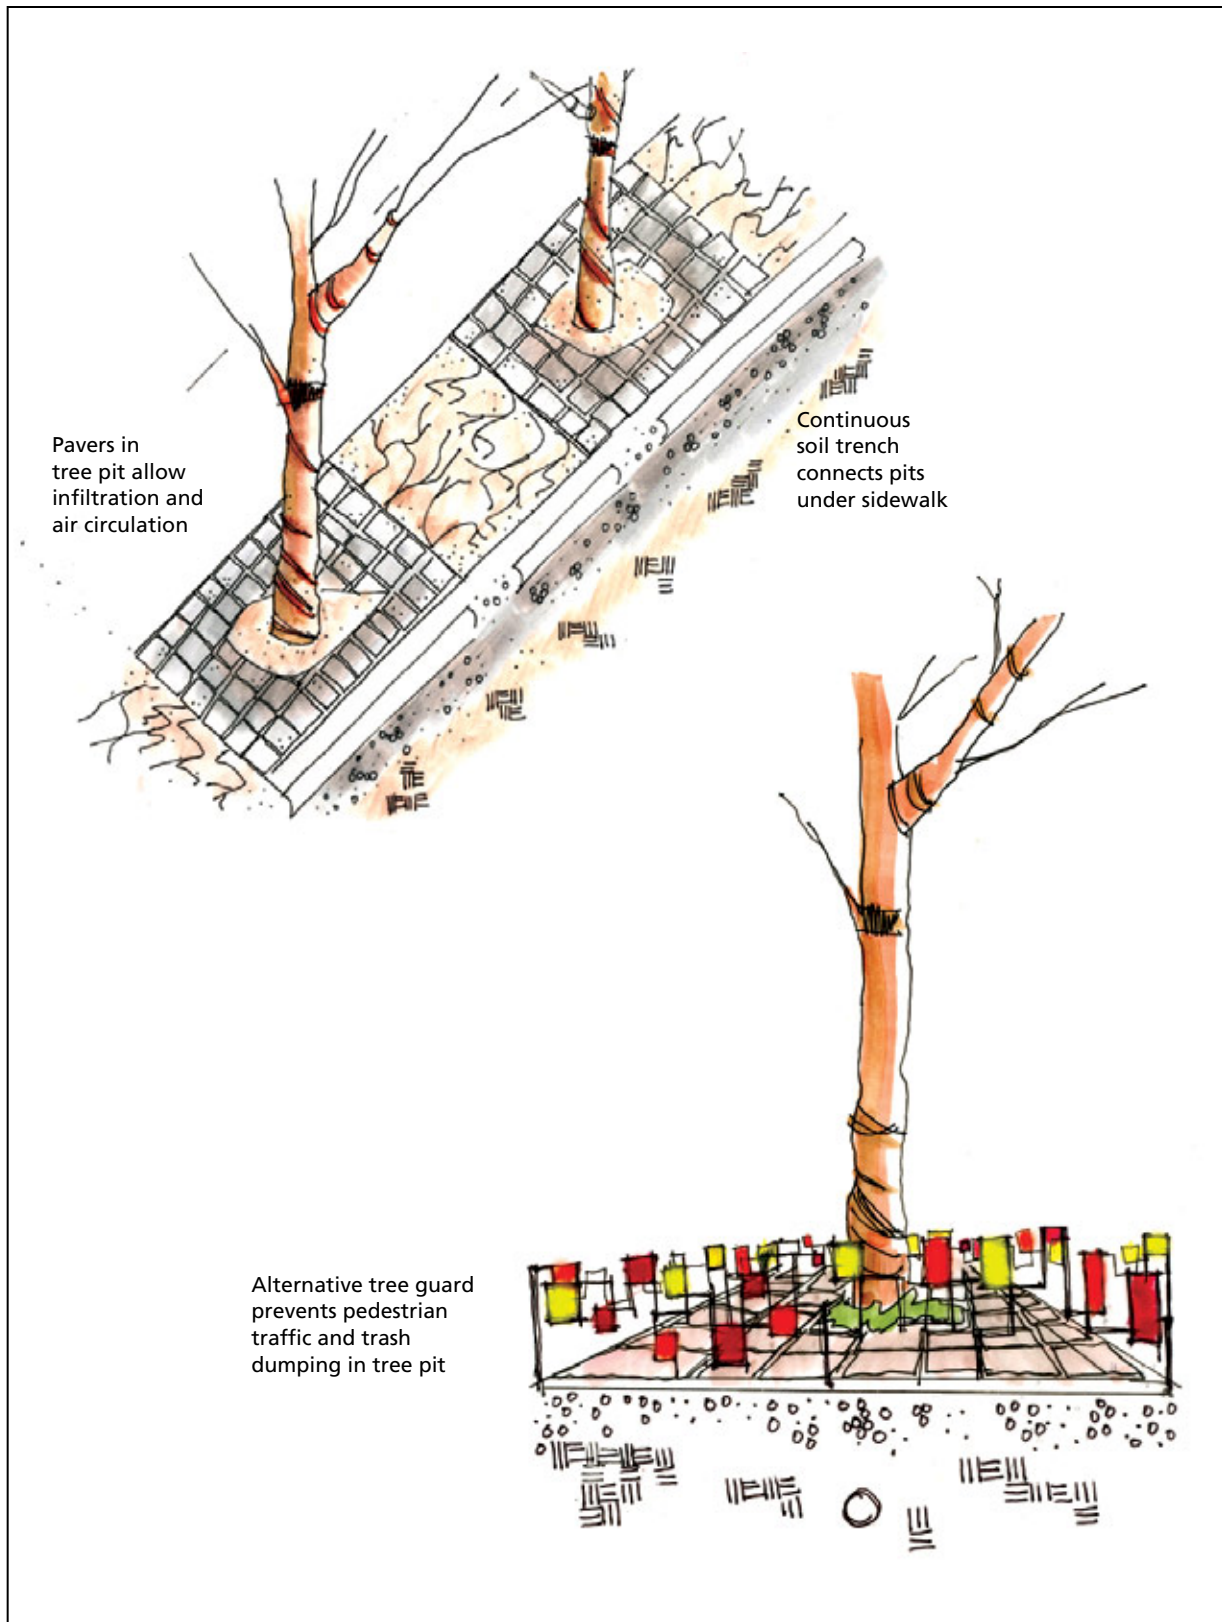 Pavers in
tree pit allow
infiltration and
air circulation
Continuous
soil trench
connects pits
under sidewalk
Alternative tree guard
prevents pedestrian
traffic and trash
dumping in tree pit